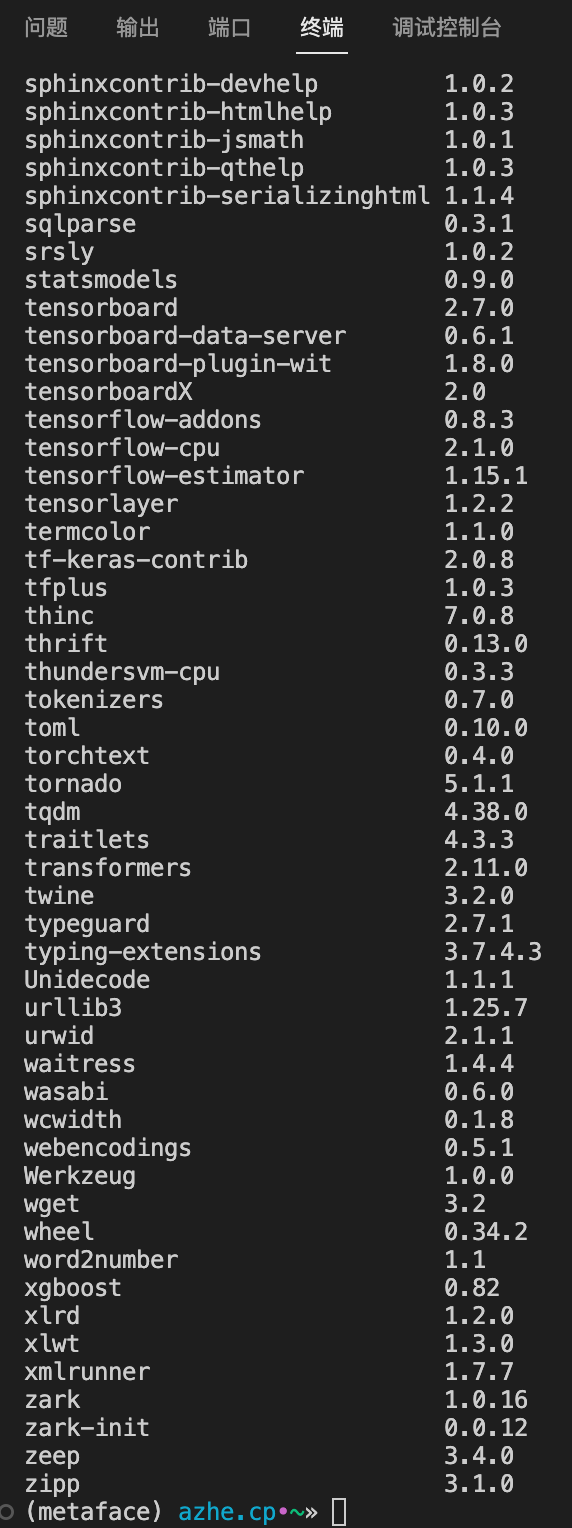 问题 输出 端口 终端 调试控制台
sphinxcontrib-devhelp 1.0.2
sphinxcontrib-htmlhelp 1.0.3
sphinxcontrib-jsmath 1.0.1
sphinxcontrib-qthelp 1.0.3
sphinxcontrib-serializinghtml 1.1.4
sqlparse 0.3.1
srsly 1.0.2
statsmodels 0.9.0
tensorboard 2.7.0
tensorboard-data-server 0.6.1
tensorboard-plugin-wit 1.8.0
tensorboardX 2.0
tensorflow-addons 0.8.3
tensorflow-cpu 2.1.0
tensorflow-estimator 1.15.1
tensorlayer 1.2.2
termcolor 1.1.0
tf-keras-contrib 2.0.8
tfplus 1.0.3
thinc 7.0.8
thrift 0.13.0
thundersvm-cpu 0.3.3
tokenizers 0.7.0
toml 0.10.0
torchtext 0.4.0
tornado 5.1.1
tqdm 4.38.0
traitlets 4.3.3
transformers 2.11.0
twine 3.2.0
typeguard 2.7.1
typing-extensions 3.7.4.3
Unidecode 1.1.1
urllib3 1.25.7
urwid 2.1.1
waitress 1.4.4
wasabi 0.6.0
wcwidth 0.1.8
webencodings 0.5.1
Werkzeug 1.0.0
wget 3.2
wheel 0.34.2
word2number 1.1
xgboost 0.82
xlrd 1.2.0
xlwt 1.3.0
xmlrunner 1.7.7
zark 1.0.16
zark-init 0.0.12
zeep 3.4.0
zipp 3.1.0
(metaface) azhe.cp•~»